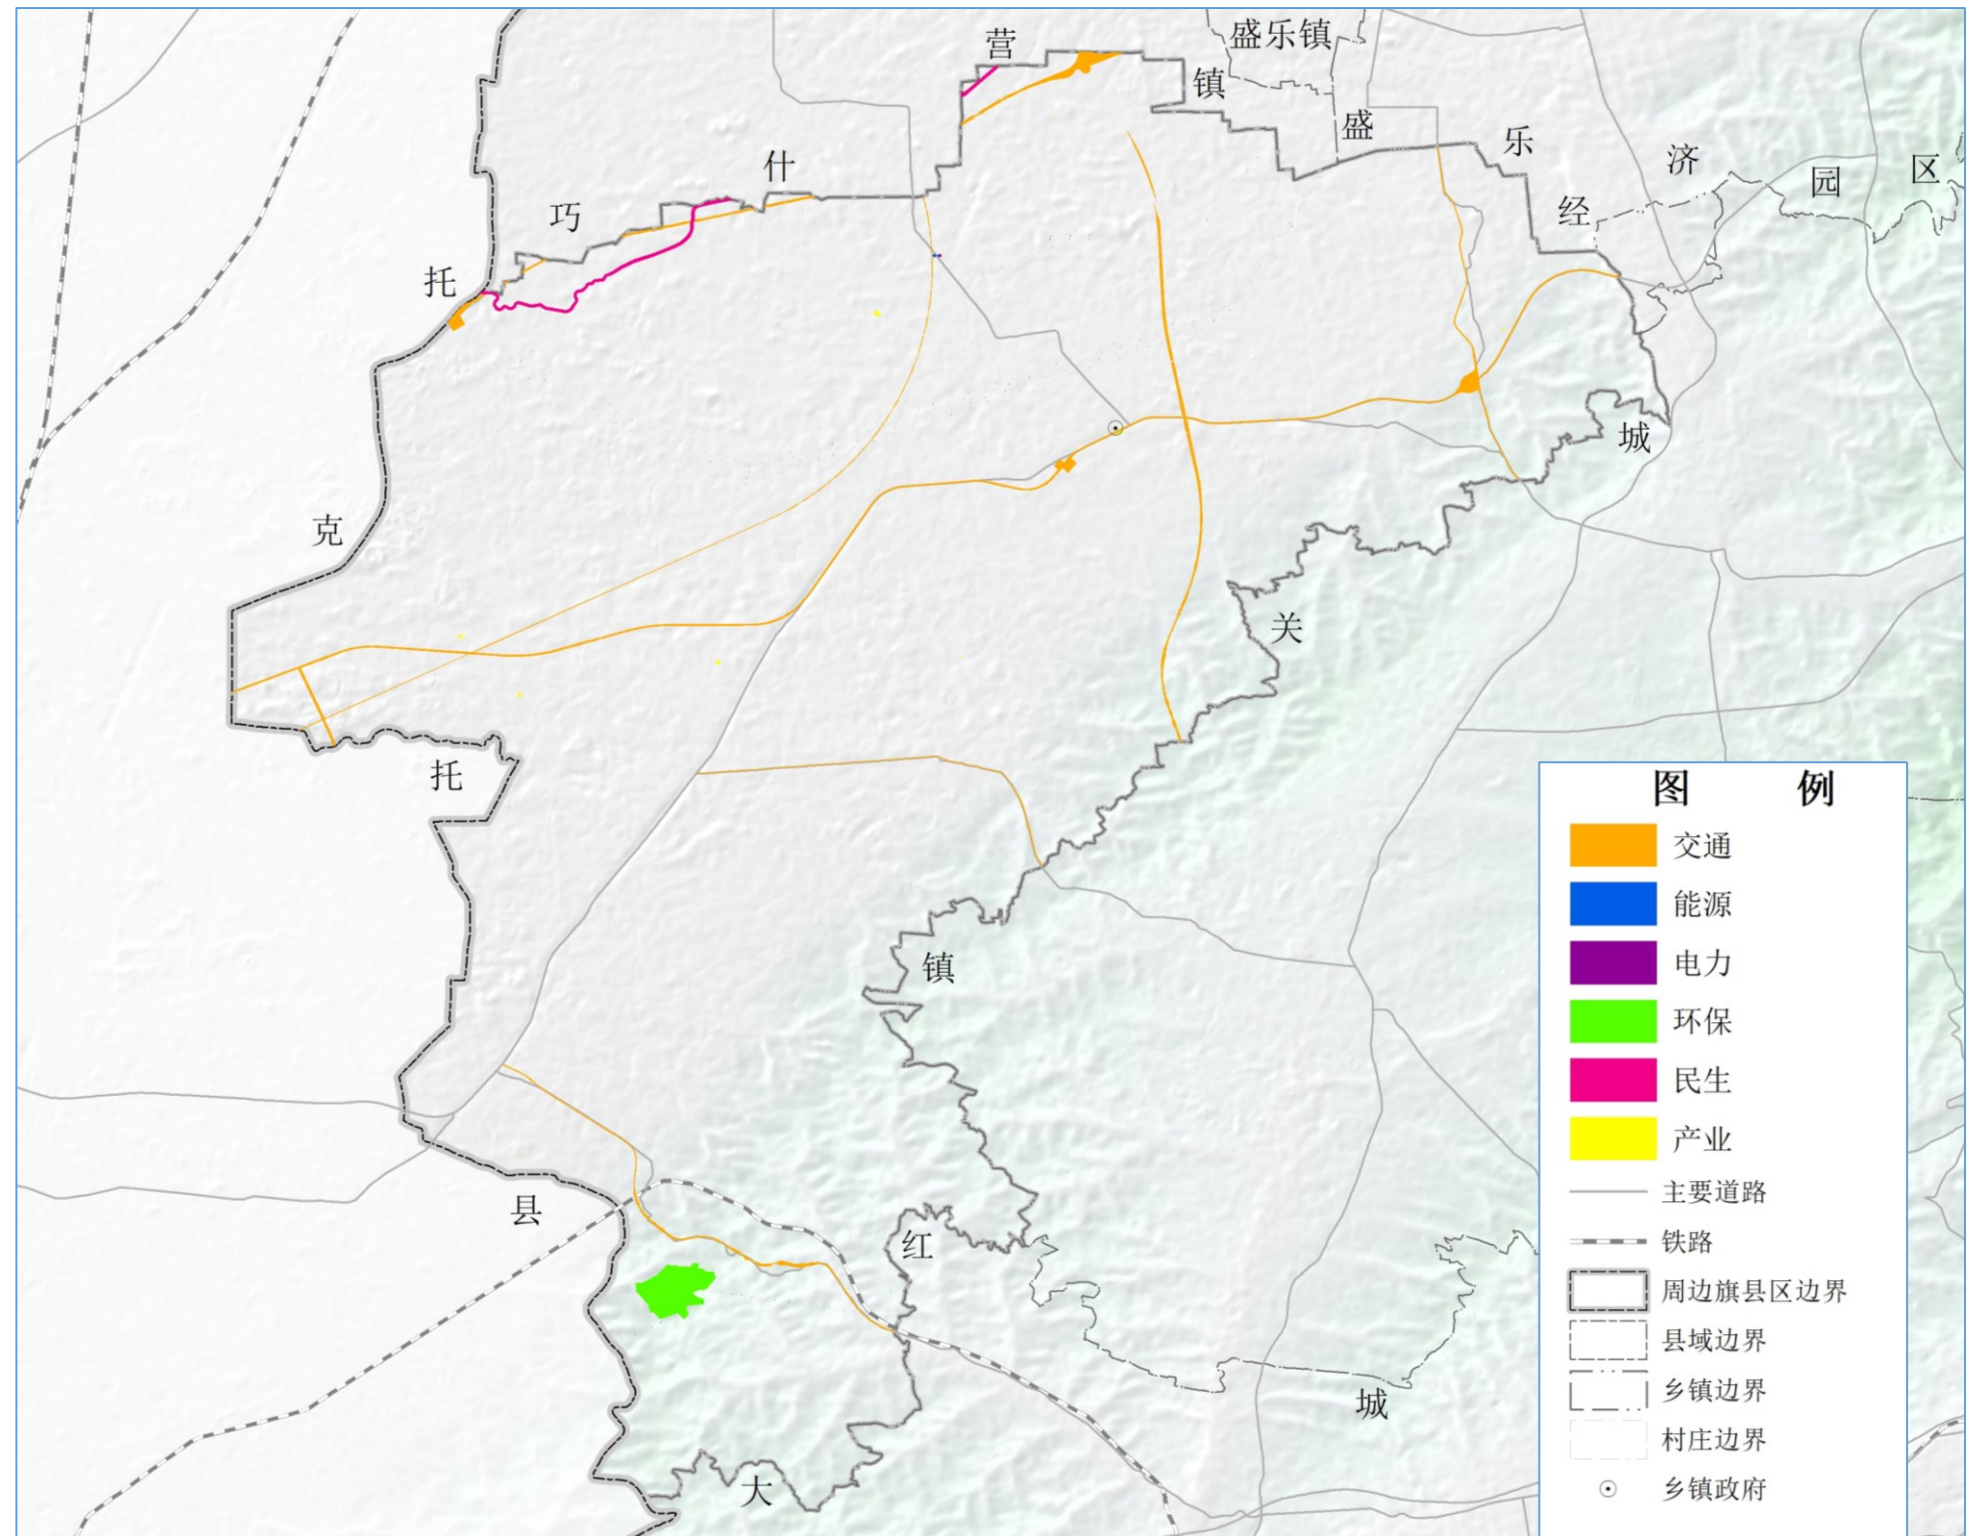 盛乐镇
营
镇
盛
乐
济
园
区
什
巧
经
托
城
克
关
托
镇
县
红
城
大
图 例
交通
能源
电力
环保
民生
产业
主要道路
铁路
周边旗县区边界
县域边界
乡镇边界
村庄边界
乡镇政府